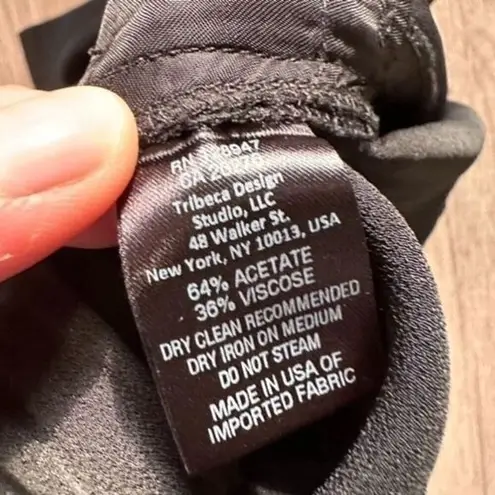 RN
CA
Tribeca Design
Studio, LLC
48 Walker St.
New York, NY 10013, USA
64% ACETATE
36% VISCOSE
DRY CLEAN RECOMMENDED
DRY IRON ON MEDIUM
DO NOT STEAM
MADE IN USA OF
IMPORTED FABRIC